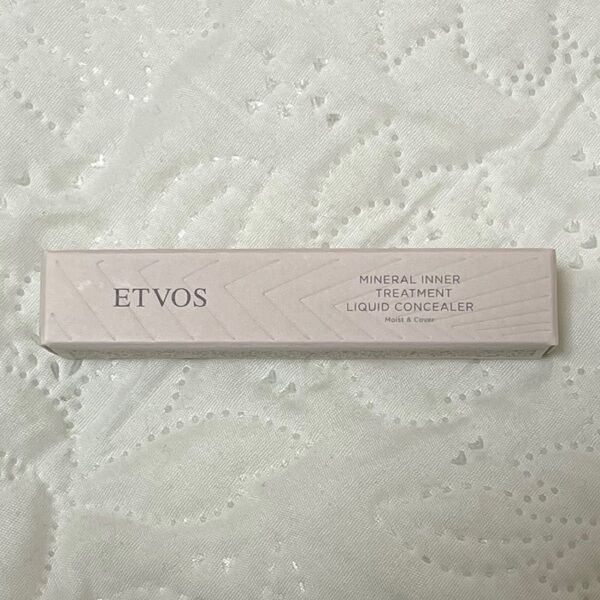 ETVOS
MINERAL INNER
TREATMENT
LIQUID CONCEALER
Moist & Cover